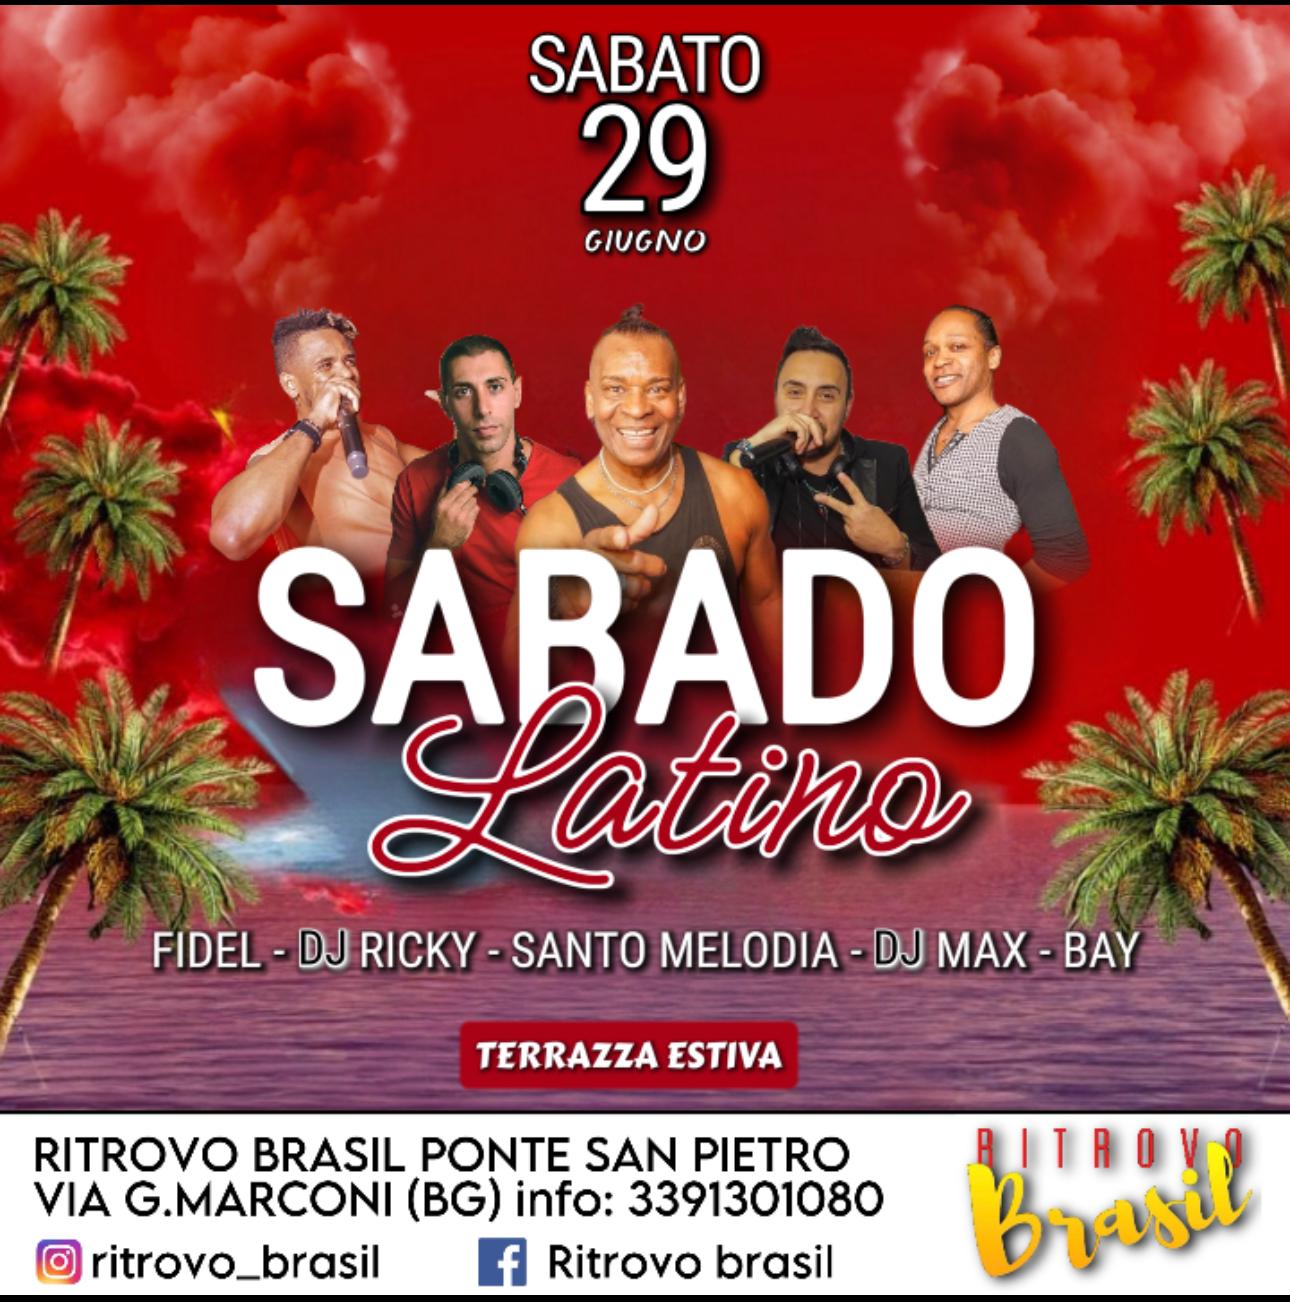 SABATO
29
GIUGNO
SABADO
Latino
FIDEL - DJ RICKY - SANTO MELODIA - DJ MAX - BAY
TERRAZZA ESTIVA
RITROVO BRASIL PONTE SAN PIETRO
VIA G.MARCONI (BG) info: 3391301080
ritrovo_brasil
Ritrovo brasil
RITROVO
Brasil